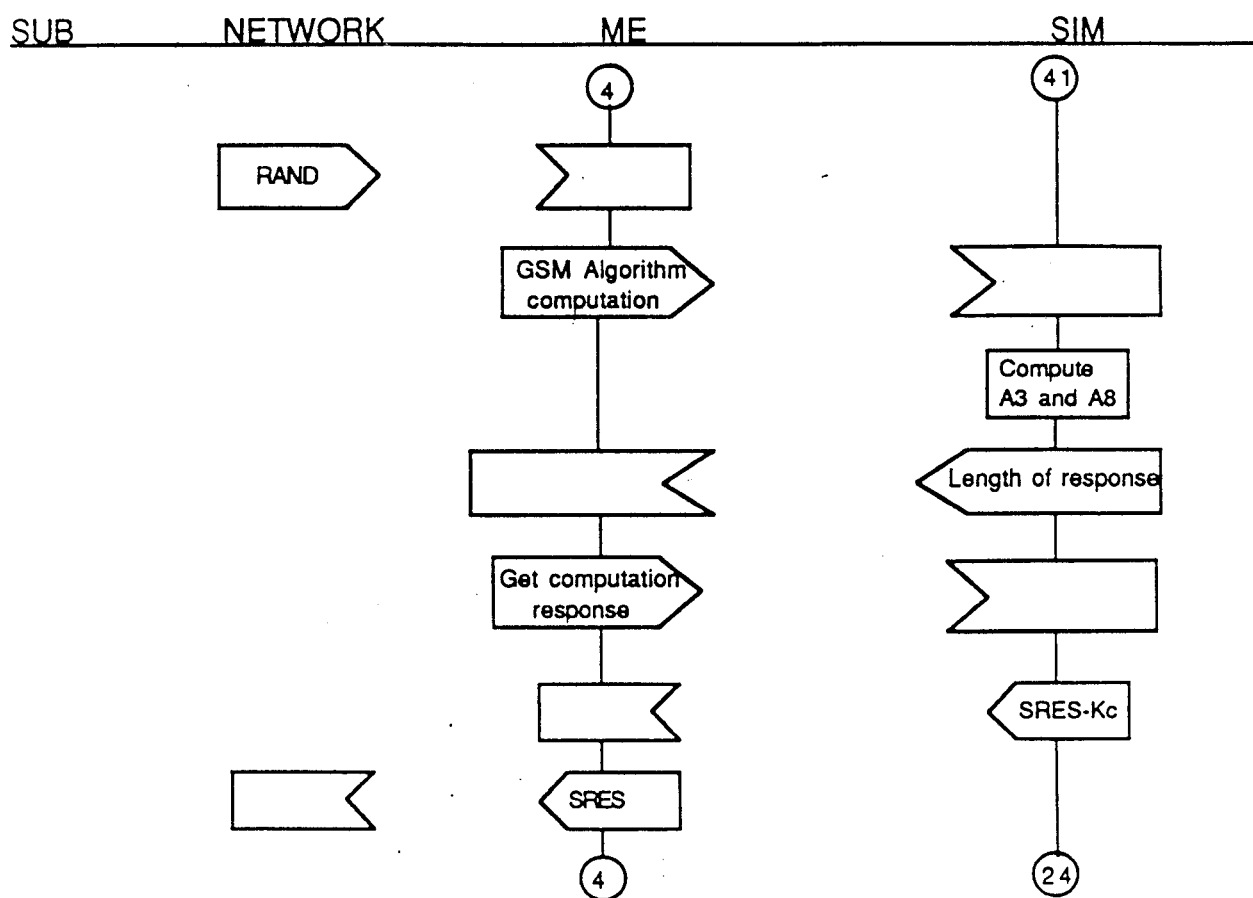 SUB NETWORK ME SIM
4 41
RAND
GSM Algorithm
computation
Compute
A3 and A8
Length of response
Get computation
response
SRES-Kc
SRES
4 24